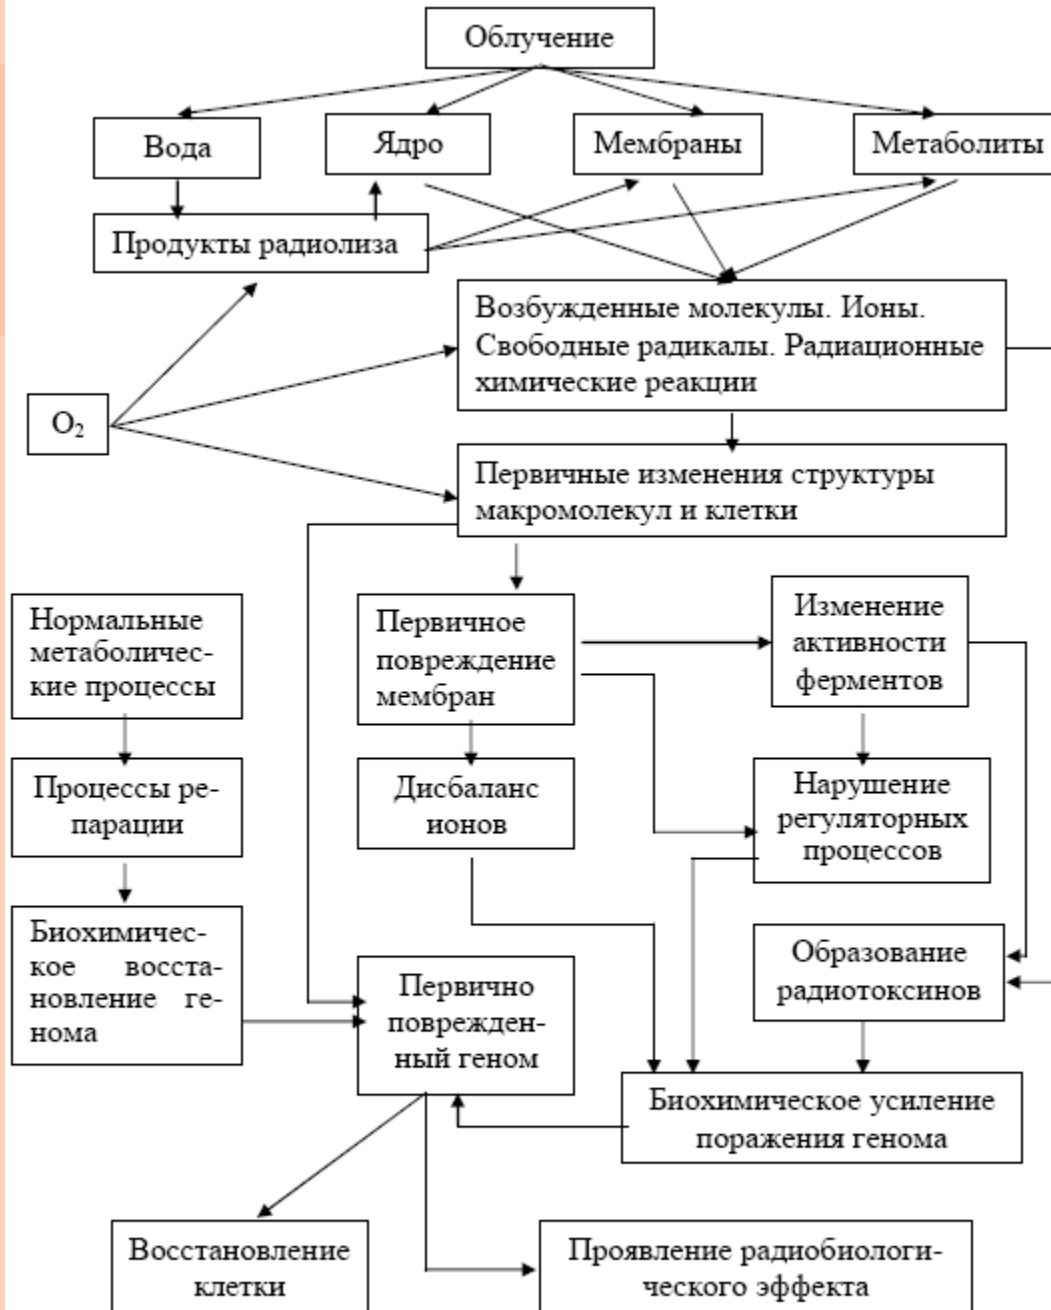 Облучение
Вода
Ядро
Мембраны
Метаболиты
Продукты радиолиза
Возбужденные молекулы. Ионы.
Свободные радикалы. Радиационные
химические реакции
O₂
Первичные изменения структуры
макромолекул и клетки
Нормальные
метаболичес-
кие процессы
Первичное
повреждение
мембран
Изменение
активности
ферментов
Процессы ре-
парации
Дисбаланс
ионов
Нарушение
регуляторных
процессов
Биохимичес-
кое восста-
новление ге-
нома
Первично
поврежден-
ный геном
Образование
радиотоксинов
Биохимическое усиление
поражения генома
Восстановление
клетки
Проявление радиобиологи-
ческого эффекта